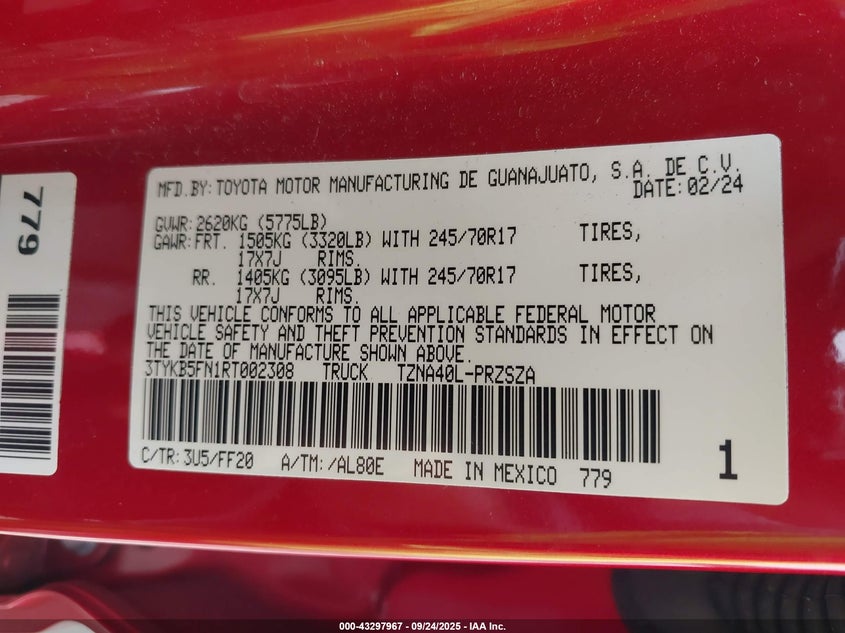 779
MFD.BY:TOYOTA MOTOR MANUFACTURING DE GUANAJUATO, S.A. DE C.V.
DATE:02/24
GVWR:2620KG (5775LB)
GAWR:FRT. 1505KG (3320LB) WITH 245/70R17 TIRES,
17X7J RIMS.
RR. 1405KG (3095LB) WITH 245/70R17 TIRES,
17X7J RIMS.
THIS VEHICLE CONFORMS TO ALL APPLICABLE FEDERAL MOTOR
VEHICLE SAFETY AND THEFT PREVENTION STANDARDS IN EFFECT ON
THE DATE OF MANUFACTURE SHOWN ABOVE.
3TYKB5FN1RT002308 TRUCK TZNA40L-PRZSZA
C/TR:3U5/FF20 A/TM:/AL80E MADE IN MEXICO 779
1
000-43297967 - 09/24/2025 - IAA Inc.